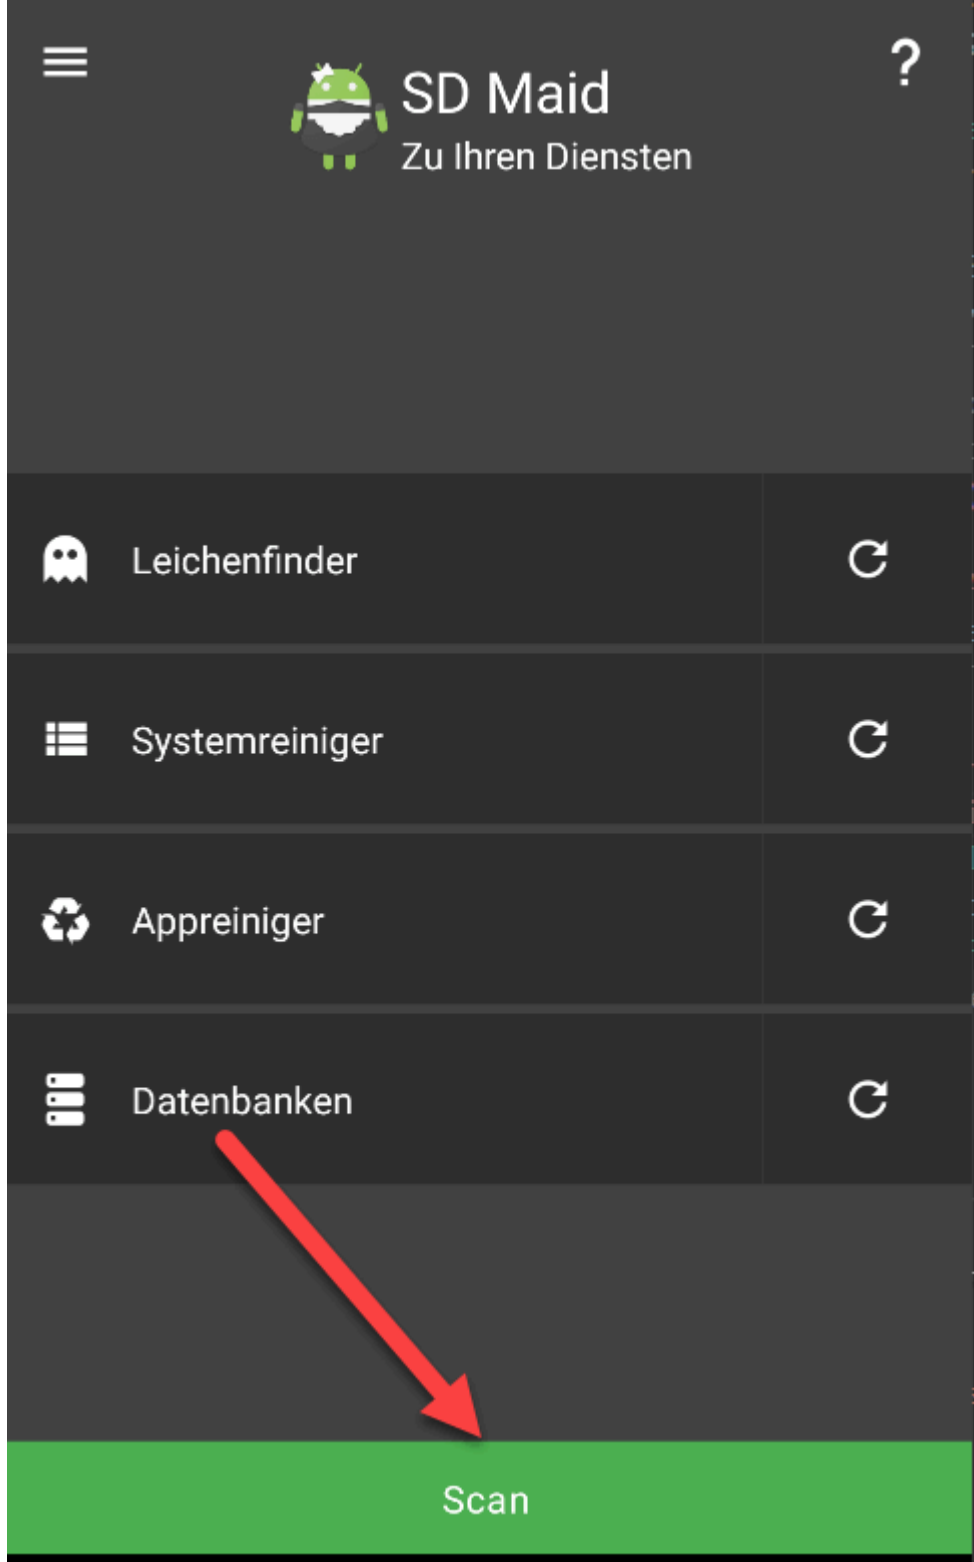 SD Maid
?
Zu Ihren Diensten
Leichenfinder
Systemreiniger
Appreiniger
Datenbanken
Scan